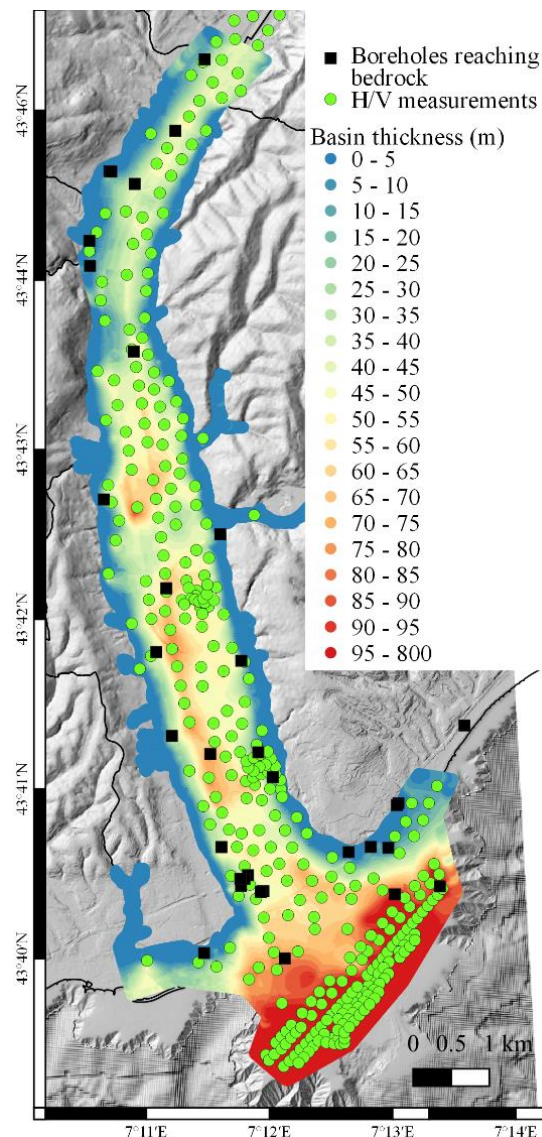 Boreholes reaching
bedrock
H/V measurements
Basin thickness (m)
0 - 5
5 - 10
10 - 15
15 - 20
20 - 25
25 - 30
30 - 35
35 - 40
40 - 45
45 - 50
50 - 55
55 - 60
60 - 65
65 - 70
70 - 75
75 - 80
80 - 85
85 - 90
90 - 95
95 - 800
43°46'N
43°44'N
43°43'N
43°42'N
43°41'N
43°40'N
0 0.5 1 km
7°11'E 7°12'E 7°13'E 7°14'E